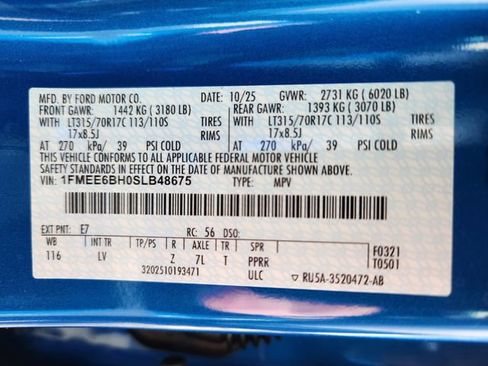 MFD. BY FORD MOTOR CO. DATE: 10/25 GVWR: 2731 KG ( 6020 LB)
FRONT GAWR: 1442 KG ( 3180 LB) REAR GAWR: 1393 KG ( 3070 LB)
WITH LT315/70R17C 113/110S TIRES WITH LT315/70R17C 113/110S TIRES
17x8.5J RIMS 17x8.5J RIMS
AT 270 kPa/ 39 PSI COLD AT 270 kPa/ 39 PSI COLD
THIS VEHICLE CONFORMS TO ALL APPLICABLE FEDERAL MOTOR VEHICLE
SAFETY STANDARDS IN EFFECT ON THE DATE OF MANUFACTURE SHOWN ABOVE.
VIN: 1FMEE6BH0SLB48675 TYPE: MPV
EXT PNT: E7 RC: 56 DSO:
WB INT TR TP/PS R AXLE TR SPR F0321
116 LV Z 7L T PPRR T0501
3202510193471 ULC ▽ RU5A-3520472-AB